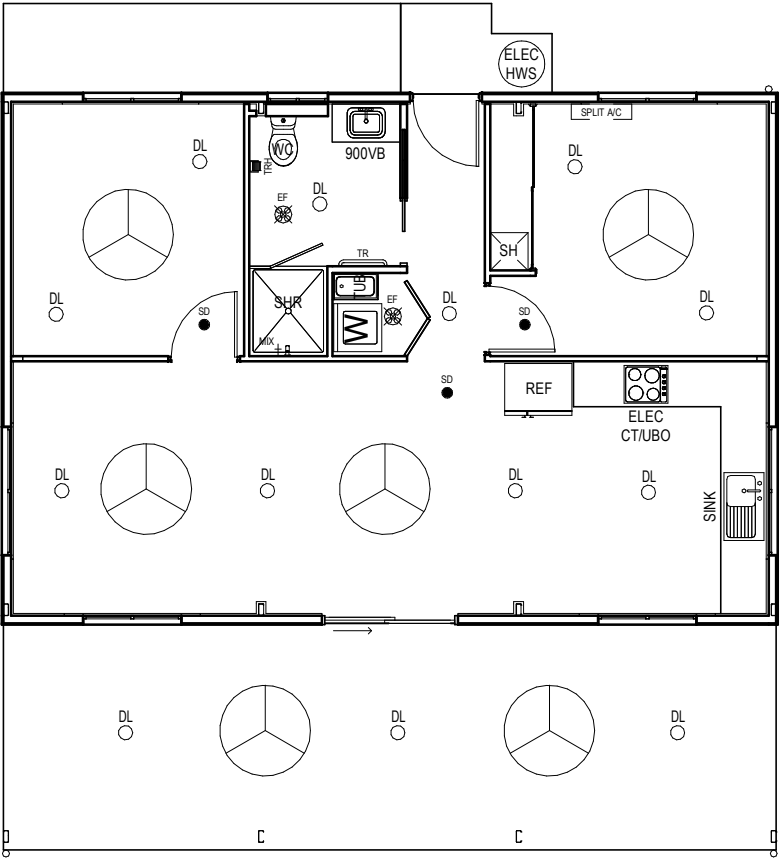 ELEC
HWS
SPLIT A/C
DL
WC
900VB
TRH
DL
EF
DL
TR
SH
TUB
DL
SD
SHR
MIX
W
EF
DL
SD
DL
SD
REF
ELEC
CT/UBO
DL
DL
DL
DL
SINK
DL
DL
DL